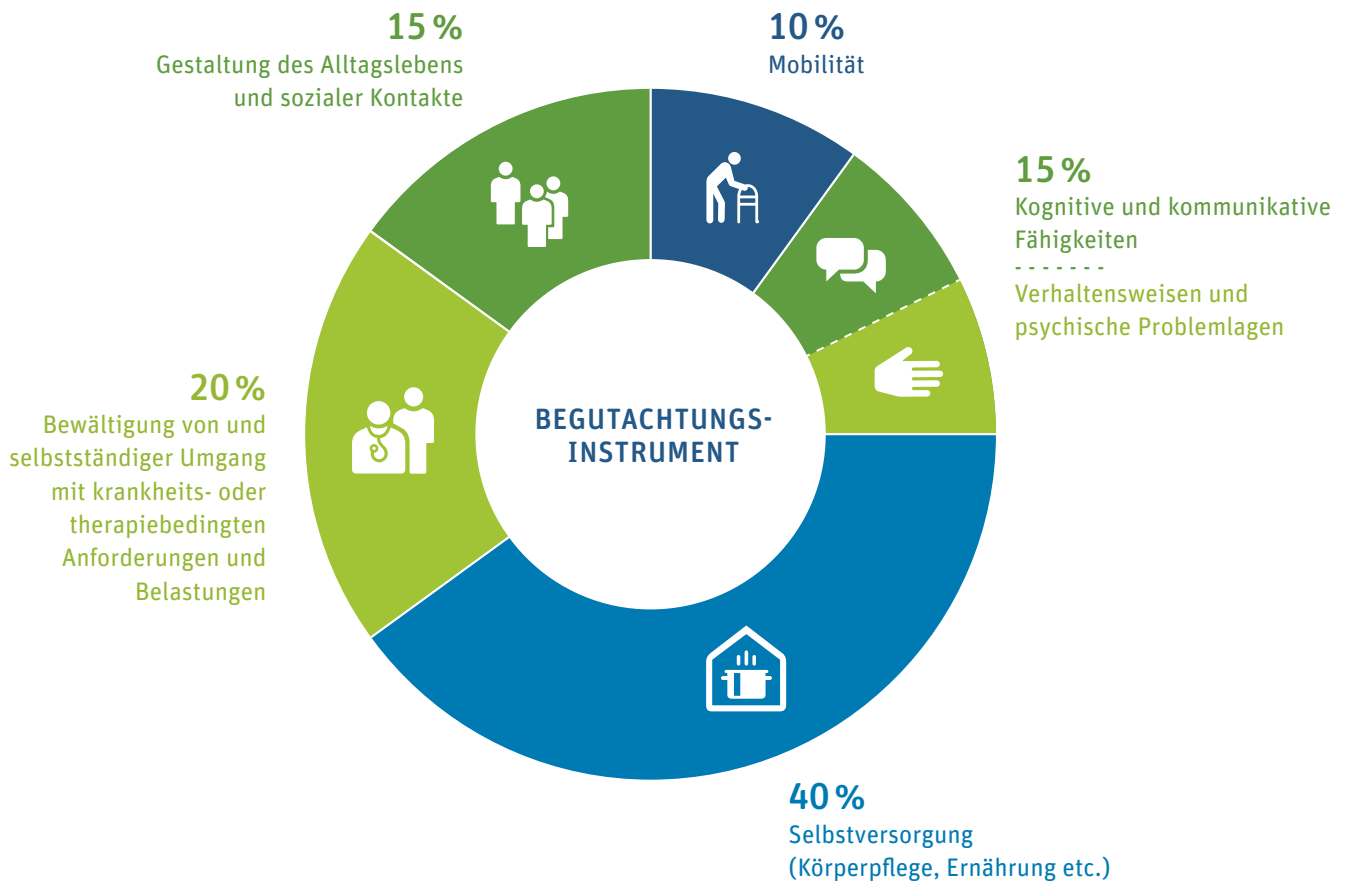 15 %
Gestaltung des Alltagslebens
und sozialer Kontakte
10 %
Mobilität
15 %
Kognitive und kommunikative
Fähigkeiten
-------
Verhaltensweisen und
psychische Problemlagen
20 %
Bewältigung von und
selbstständiger Umgang
mit krankheits- oder
therapiebedingten
Anforderungen und
Belastungen
BEGUTACHTUNGS-
INSTRUMENT
40 %
Selbstversorgung
(Körperpflege, Ernährung etc.)